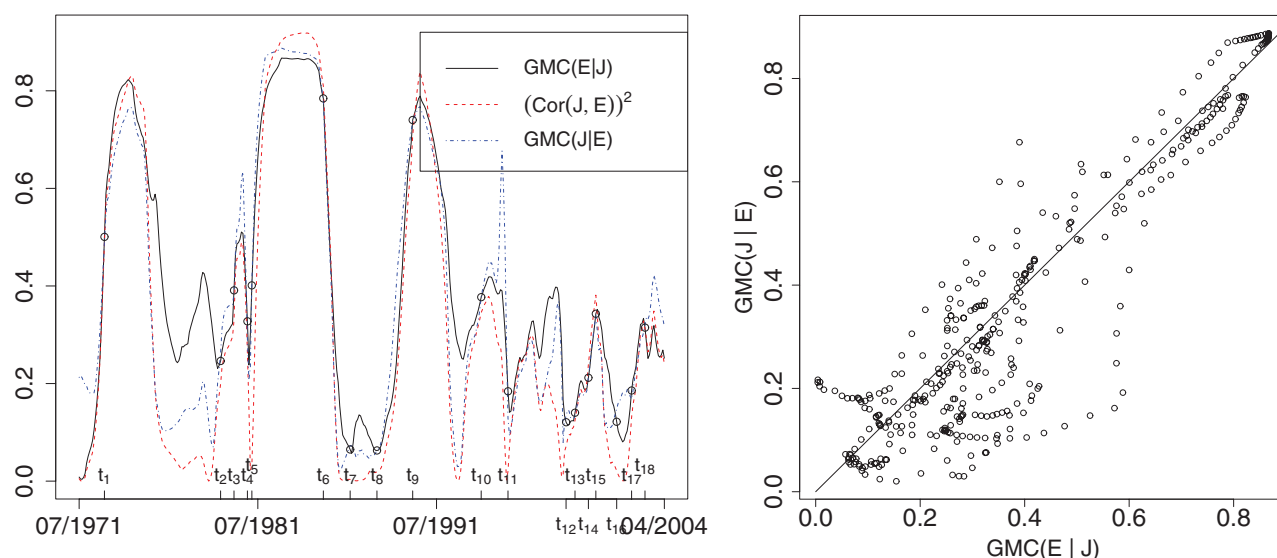 0.0 0.2 0.4 0.6 0.8
GMC(E|J)
(Cor(J, E))²
GMC(J|E)
t₁ t₂ t₃ t₄ t₅ t₆ t₇ t₈ t₉ t₁₀ t₁₁ t₁₃ t₁₅ t₁₇ t₁₈
07/1971 07/1981 07/1991 04/2004
t₁₂ t₁₄ t₁₆
GMC(J | E)
0.0 0.2 0.4 0.6 0.8
0.0 0.2 0.4 0.6 0.8
GMC(E | J)